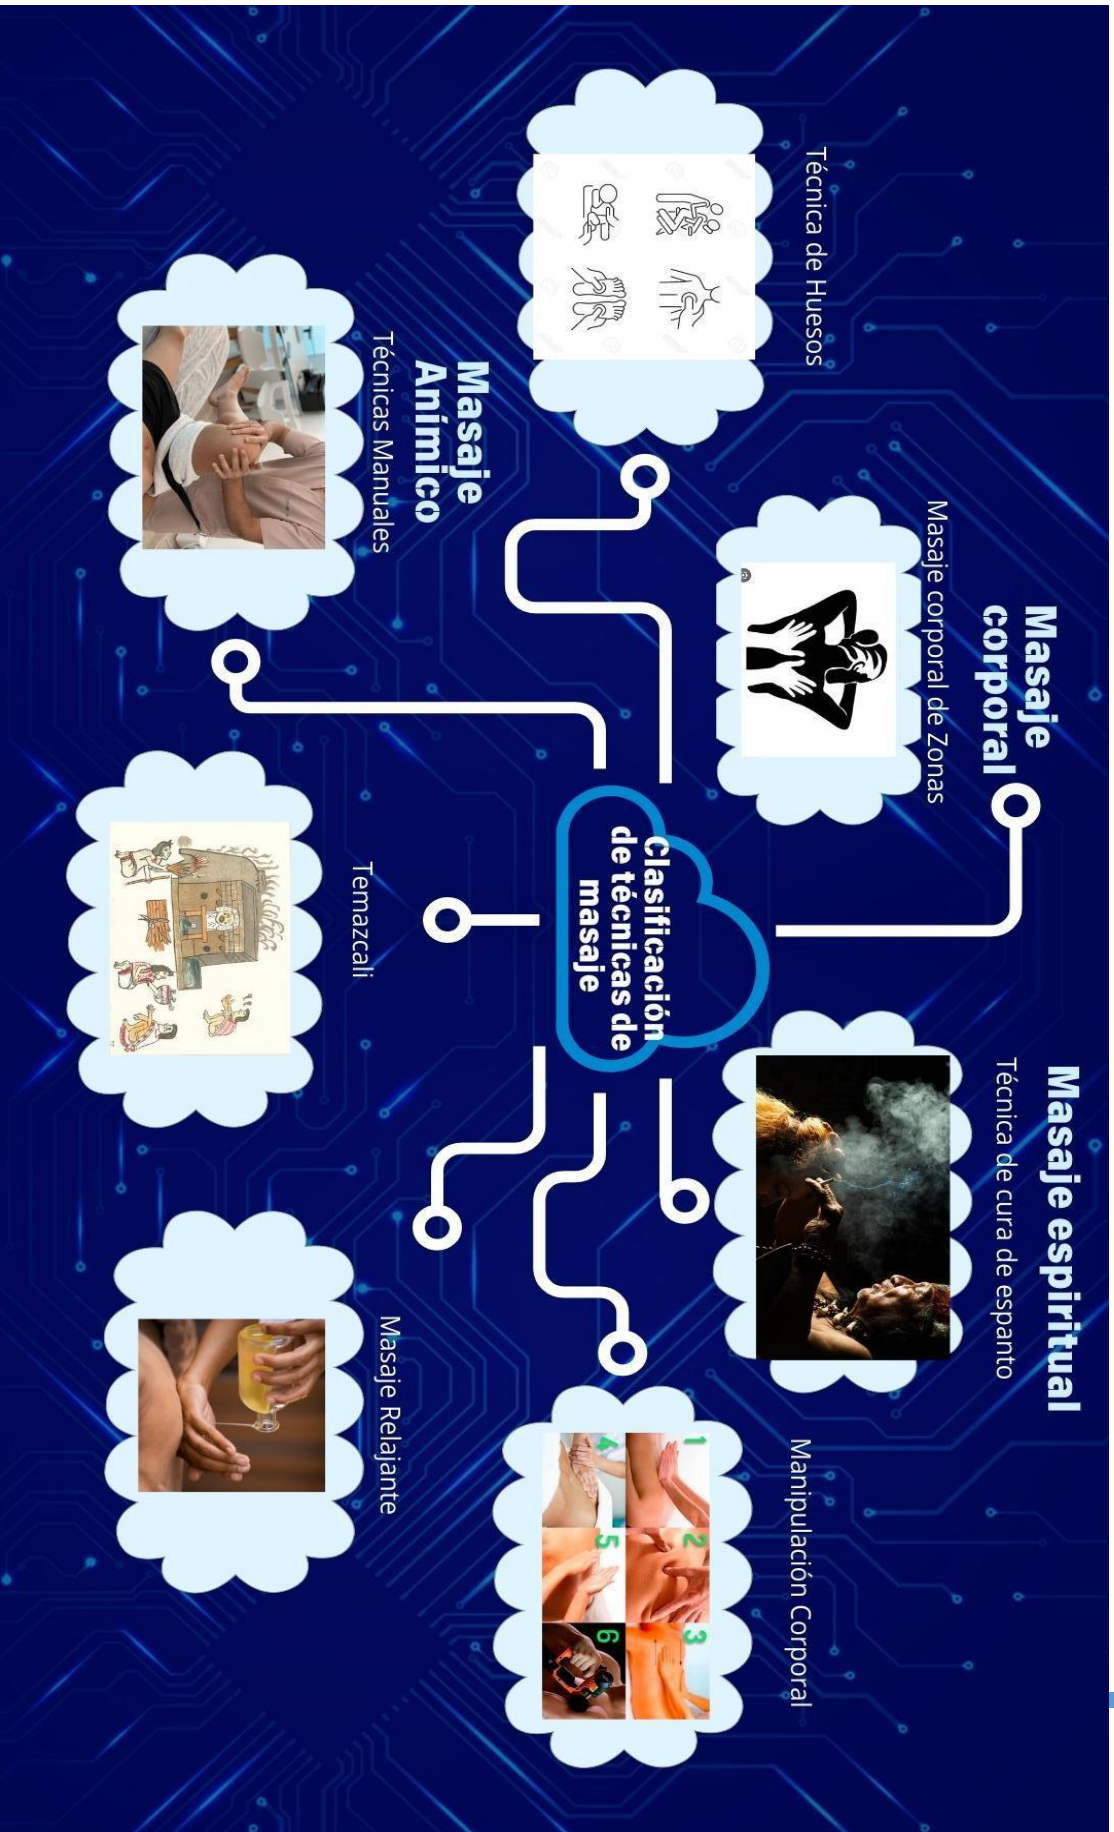 Masaje
corporal
Masaje corporal de Zonas
Masaje espiritual
Técnica de cura de espanto
Técnica de Huesos
Manipulación Corporal
1
2
3
4
5
6
Clasificación
de técnicas de
masaje
Masaje
Anímico
Técnicas Manuales
Temazcali
Masaje Relajante